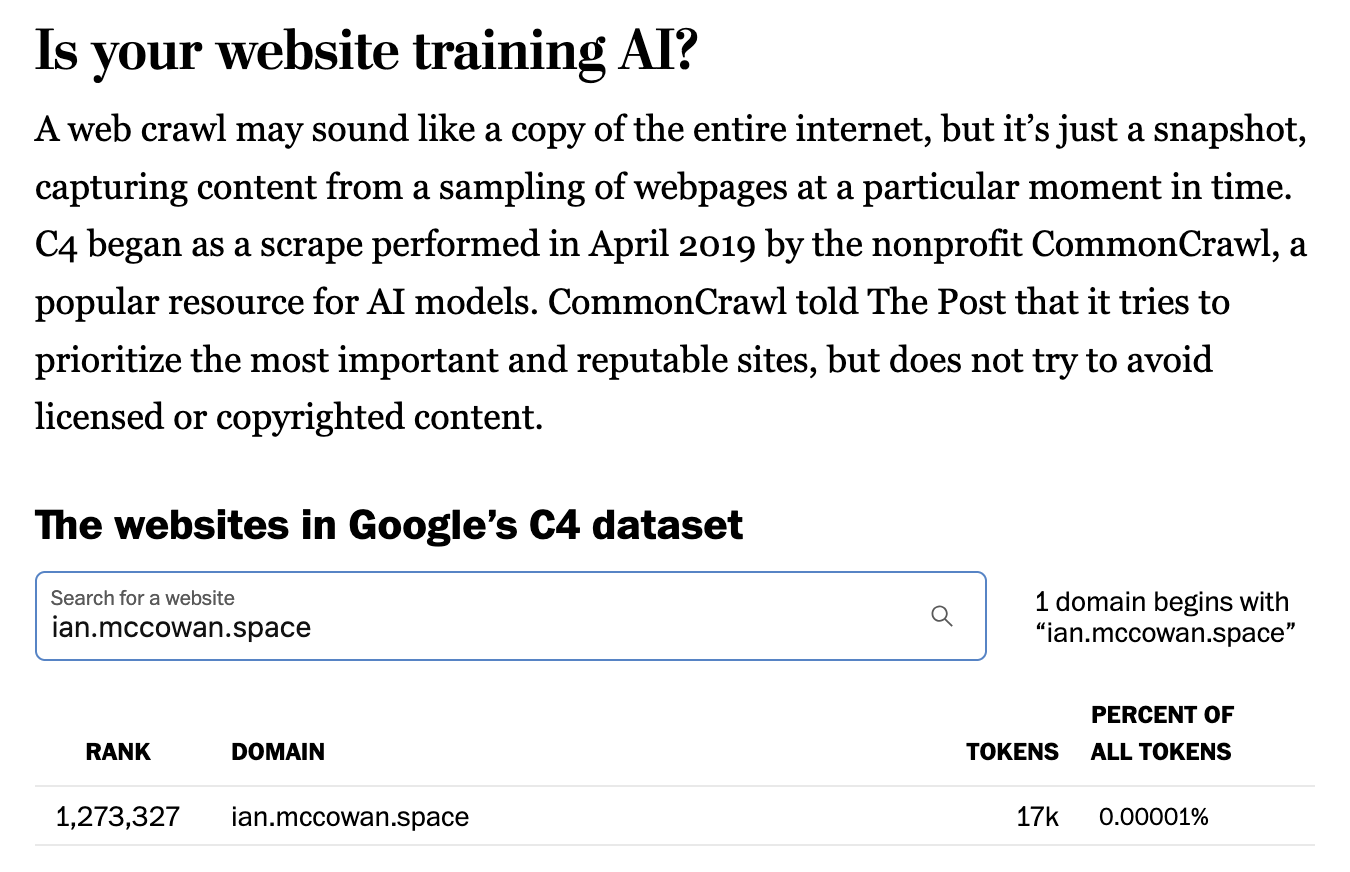 Is your website training AI?
A web crawl may sound like a copy of the entire internet, but it’s just a snapshot,
capturing content from a sampling of webpages at a particular moment in time.
C4 began as a scrape performed in April 2019 by the nonprofit CommonCrawl, a
popular resource for AI models. CommonCrawl told The Post that it tries to
prioritize the most important and reputable sites, but does not try to avoid
licensed or copyrighted content.
The websites in Google’s C4 dataset
Search for a website
ian.mccowan.space
1 domain begins with
“ian.mccowan.space”
RANK DOMAIN TOKENS PERCENT OF
ALL TOKENS
1,273,327 ian.mccowan.space 17k 0.00001%